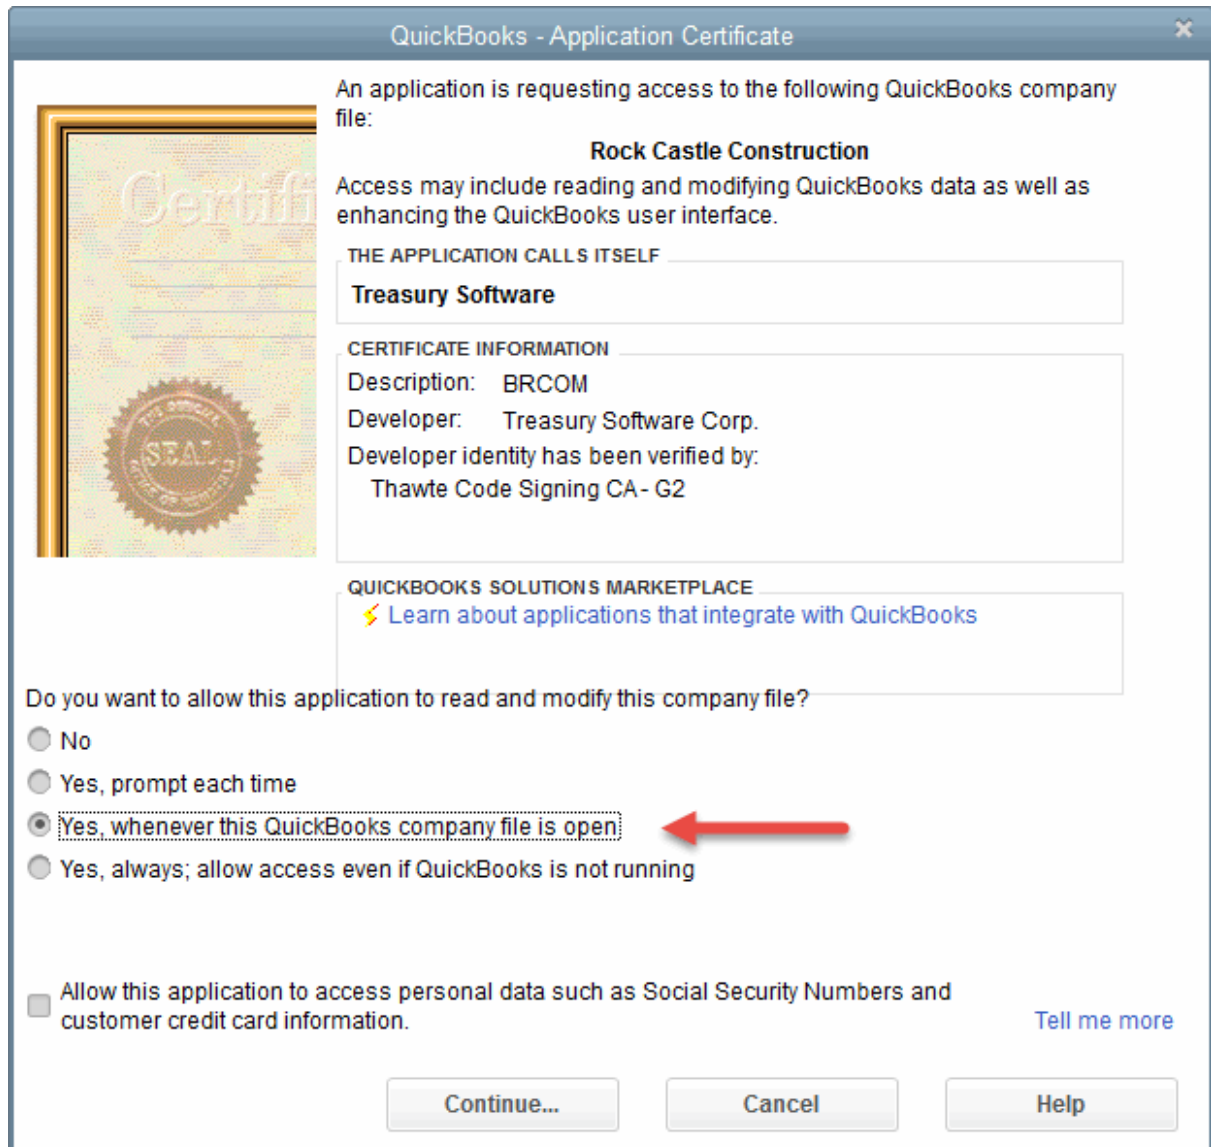 QuickBooks - Application Certificate
An application is requesting access to the following QuickBooks company
file:
Rock Castle Construction
Access may include reading and modifying QuickBooks data as well as
enhancing the QuickBooks user interface.
Certifi
THE APPLICATION CALLS ITSELF
Treasury Software
CERTIFICATE INFORMATION
Description: BRCOM
Developer: Treasury Software Corp.
Developer identity has been verified by:
Thawte Code Signing CA - G2
THE OFFICIAL
SEAL
QUICKBOOKS SOLUTIONS MARKETPLACE
Learn about applications that integrate with QuickBooks
Do you want to allow this application to read and modify this company file?
No
Yes, prompt each time
Yes, whenever this QuickBooks company file is open
Yes, always; allow access even if QuickBooks is not running
Allow this application to access personal data such as Social Security Numbers and
customer credit card information.
Tell me more
Continue...
Cancel
Help